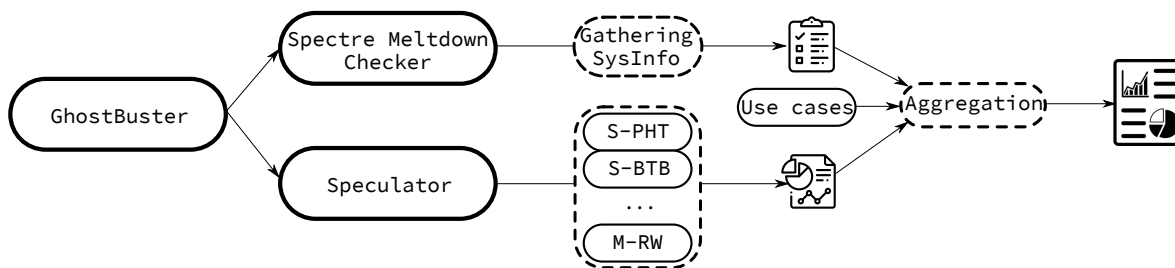 GhostBuster
Spectre Meltdown
Checker
Gathering
SysInfo
Speculator
S-PHT
S-BTB
...
M-RW
Use cases
Aggregation